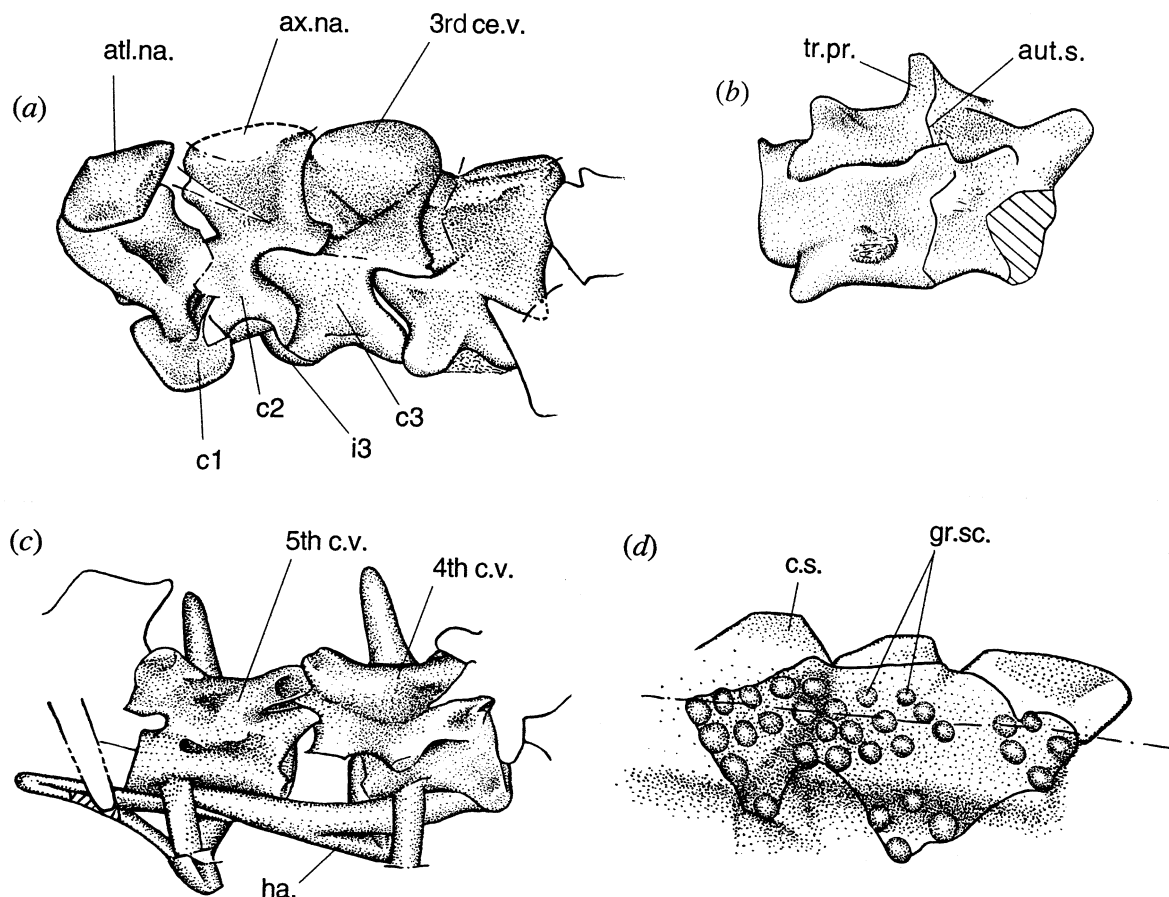 (a)
atl.na.
ax.na.
3rd ce.v.
c1
c2
i3
c3
(b)
tr.pr.
aut.s.
(c)
5th c.v.
4th c.v.
ha.
(d)
c.s.
gr.sc.